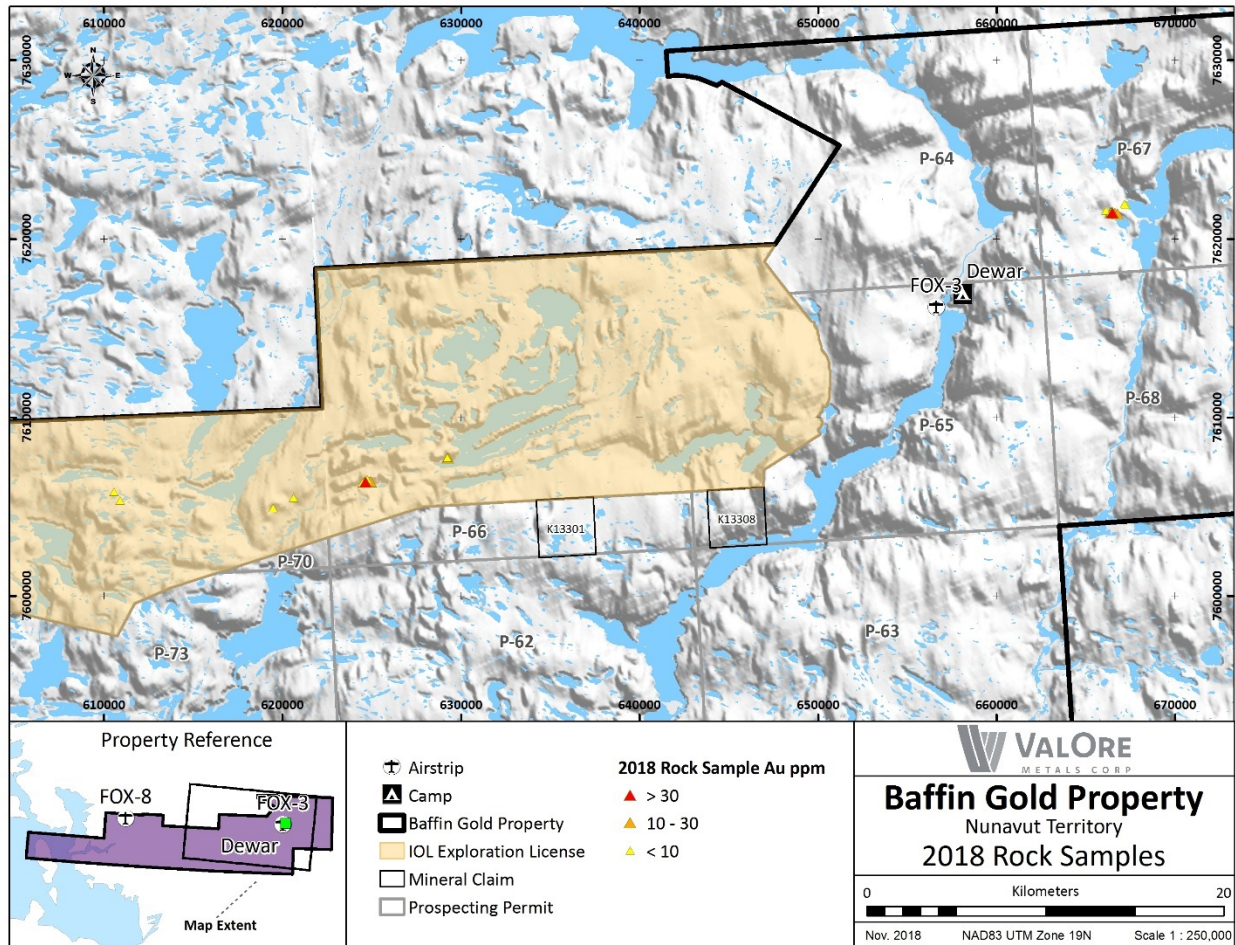 610000 620000 630000 640000 650000 660000 670000
N
W E
S
7630000 7630000
P-64 P-67
7620000 7620000
Dewar
FOX-3
7610000 7610000
P-68
P-65
K13301 K13308
P-66
P-70
7600000 7600000
P-62 P-63
P-73
610000 620000 630000 640000 650000 660000 670000
Property Reference
FOX-8 FOX-3
Dewar
Map Extent
Airstrip
Camp
Baffin Gold Property
IOL Exploration License
Mineral Claim
Prospecting Permit
2018 Rock Sample Au ppm
> 30
10 - 30
< 10
VALORE
METALS CORP
Baffin Gold Property
Nunavut Territory
2018 Rock Samples
0 Kilometers 20
Nov. 2018 NAD83 UTM Zone 19N Scale 1 : 250,000